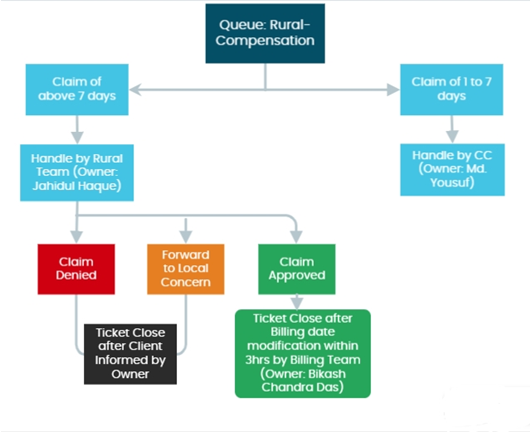 Queue: Rural-
Compensation
Claim of
above 7 days
Claim of 1 to 7
days
Handle by Rural
Team (Owner:
Jahidul Haque)
Handle by CC
(Owner: Md.
Yousuf)
Claim
Denied
Forward
to Local
Concern
Claim
Approved
Ticket Close
after Client
Informed by
Owner
Ticket Close after
Billing date
modification within
3hrs by Billing Team
(Owner: Bikash
Chandra Das)